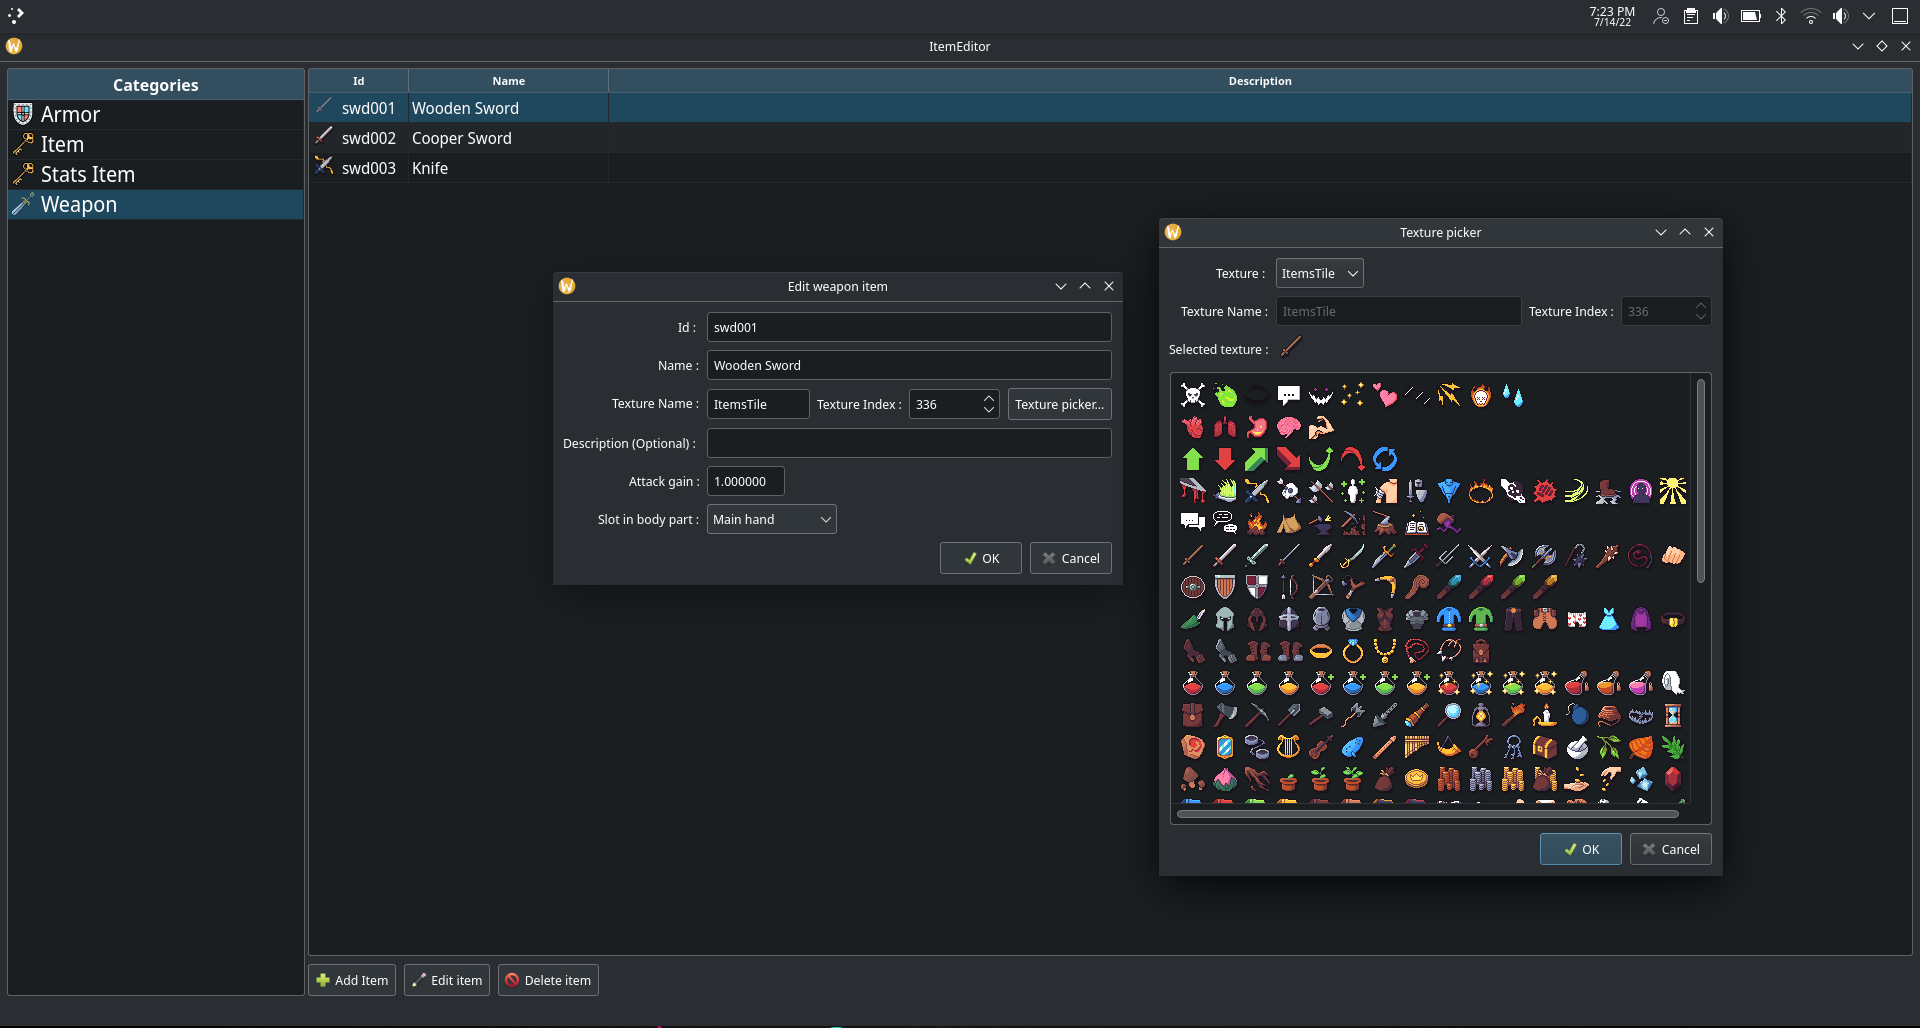 7:23 PM
7/14/22
ItemEditor
Categories
Armor
Item
Stats Item
Weapon
Id Name Description
swd001 Wooden Sword
swd002 Cooper Sword
swd003 Knife
Edit weapon item
Id : swd001
Name : Wooden Sword
Texture Name : ItemsTile Texture Index : 336 Texture picker...
Description (Optional) :
Attack gain : 1.000000
Slot in body part : Main hand
OK Cancel
Texture picker
Texture : ItemsTile
Texture Name : ItemsTile Texture Index : 336
Selected texture :
OK Cancel
Add Item Edit item Delete item